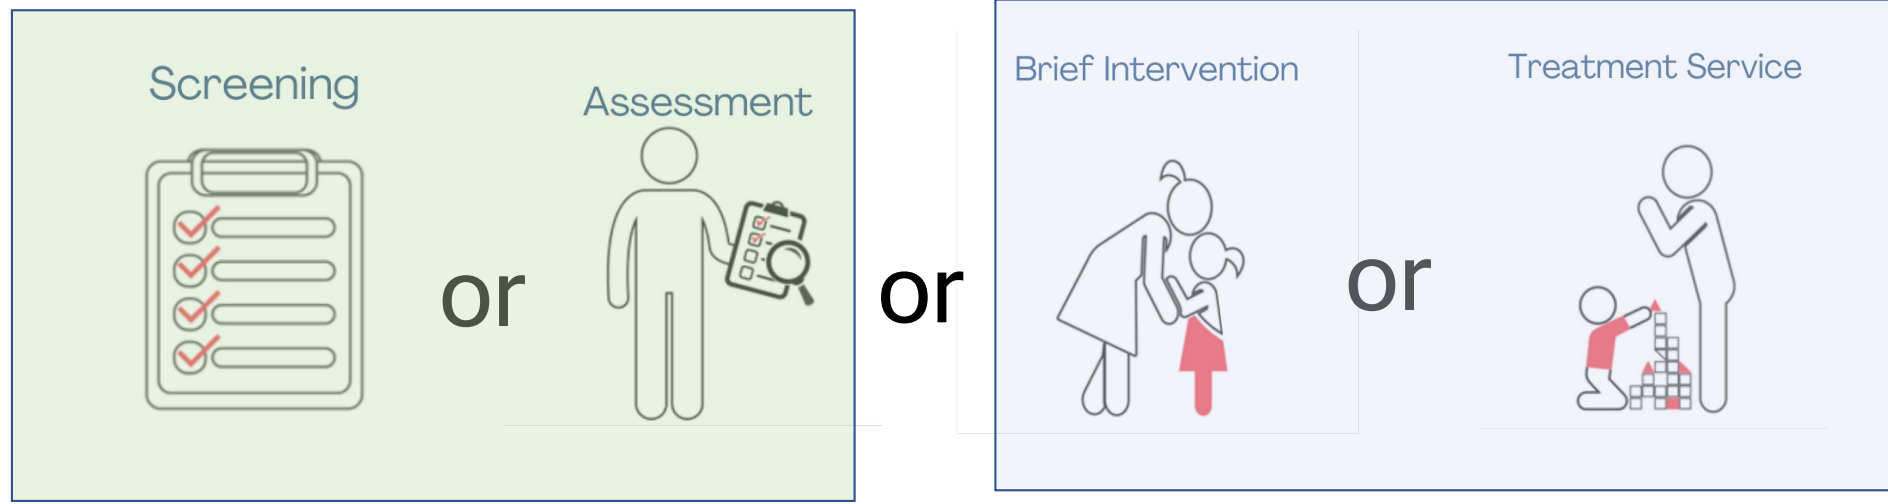 Screening
or
Assessment
or
Brief Intervention
or
Treatment Service